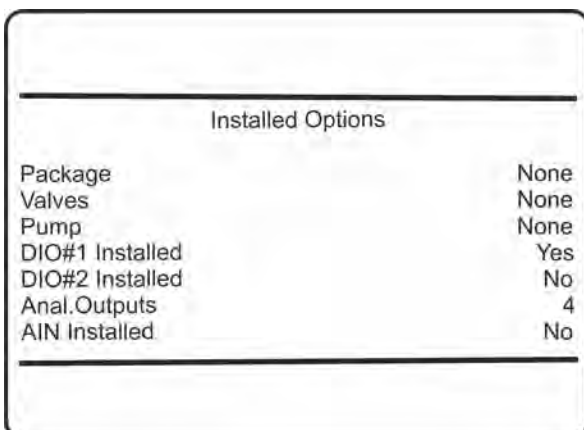 Installed Options
Package None
Valves None
Pump None
DIO#1 Installed Yes
DIO#2 Installed No
Anal.Outputs 4
AIN Installed No